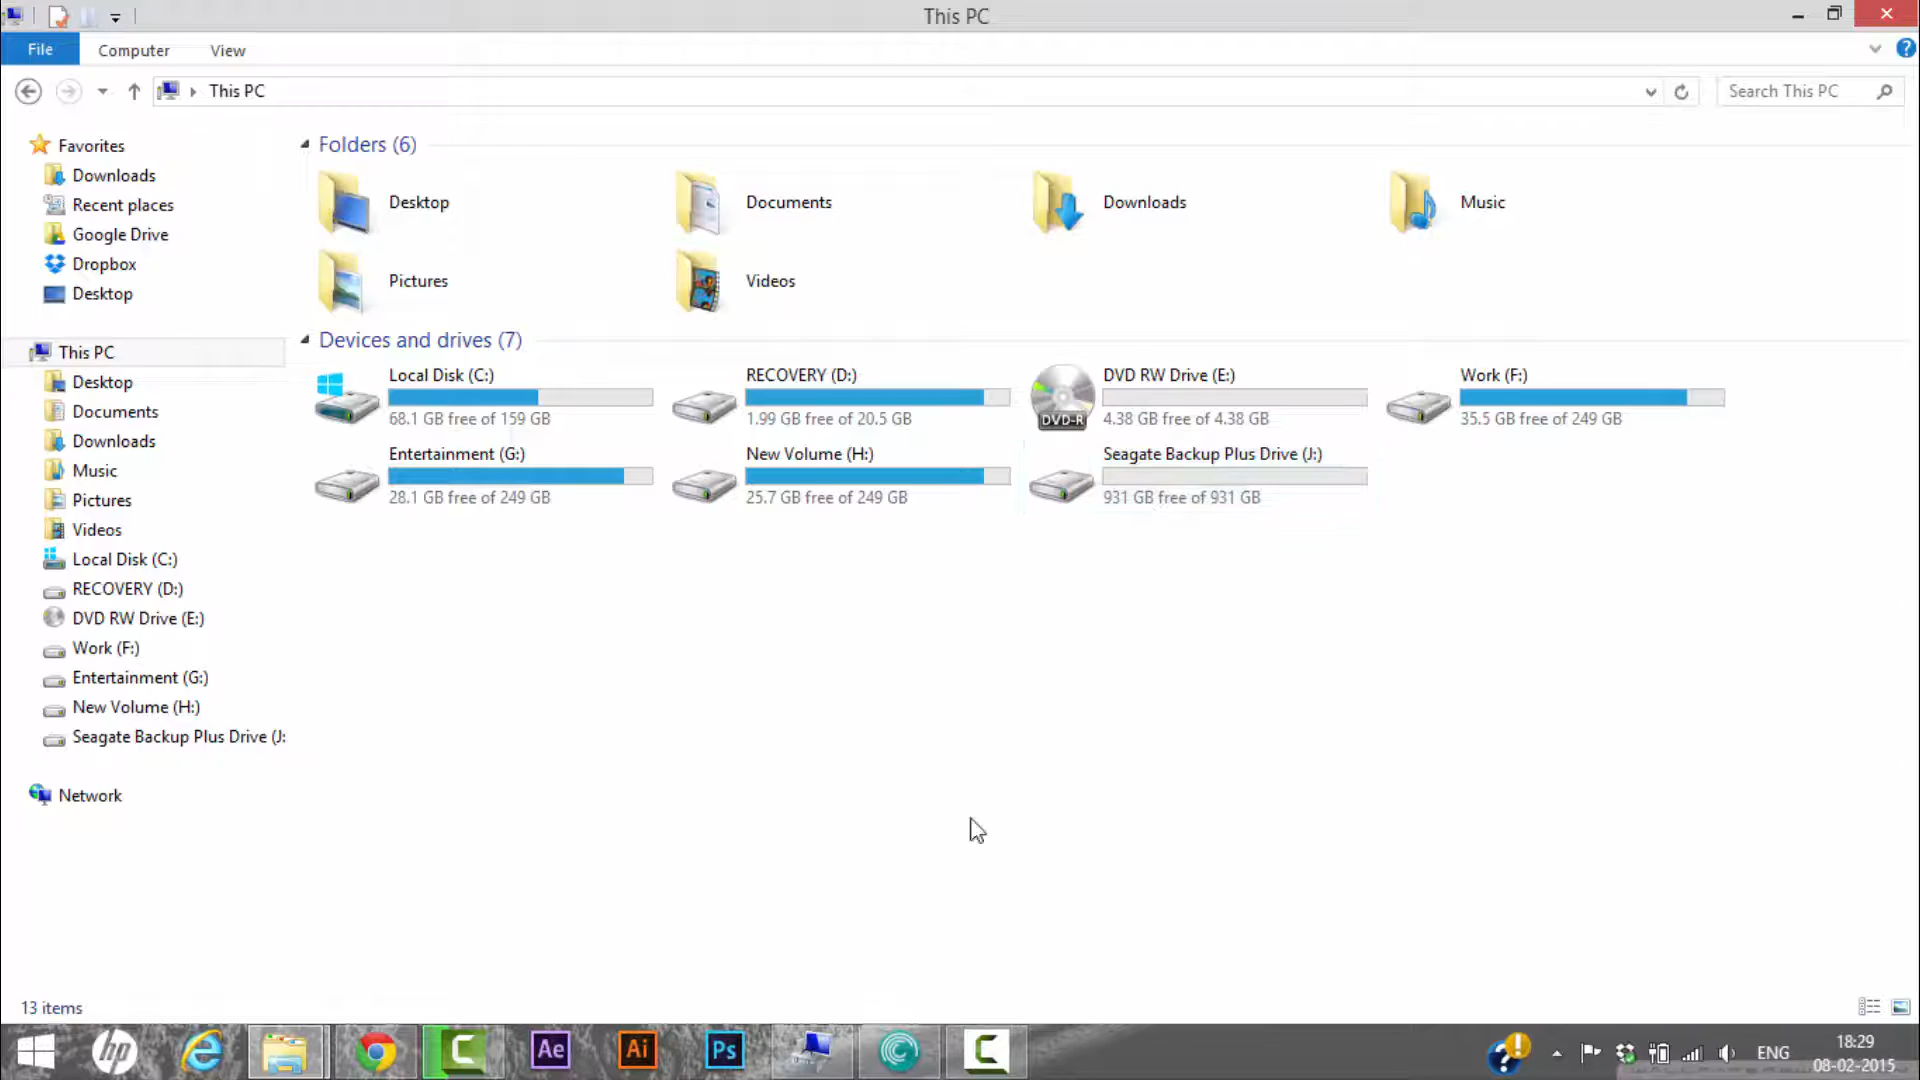 This PC
File
Computer
View
This PC
Search This PC
Favorites
Downloads
Recent places
Google Drive
Dropbox
Desktop
This PC
Desktop
Documents
Downloads
Music
Pictures
Videos
Local Disk (C:)
RECOVERY (D:)
DVD RW Drive (E:)
Work (F:)
Entertainment (G:)
New Volume (H:)
Seagate Backup Plus Drive (J:
Network
Folders (6)
Desktop
Documents
Downloads
Music
Pictures
Videos
Devices and drives (7)
Local Disk (C:)
68.1 GB free of 159 GB
RECOVERY (D:)
1.99 GB free of 20.5 GB
DVD-R
DVD RW Drive (E:)
4.38 GB free of 4.38 GB
Work (F:)
35.5 GB free of 249 GB
Entertainment (G:)
28.1 GB free of 249 GB
New Volume (H:)
25.7 GB free of 249 GB
Seagate Backup Plus Drive (J:)
931 GB free of 931 GB
13 items
hp
Ae
Ai
Ps
ENG
18:29
08-02-2015